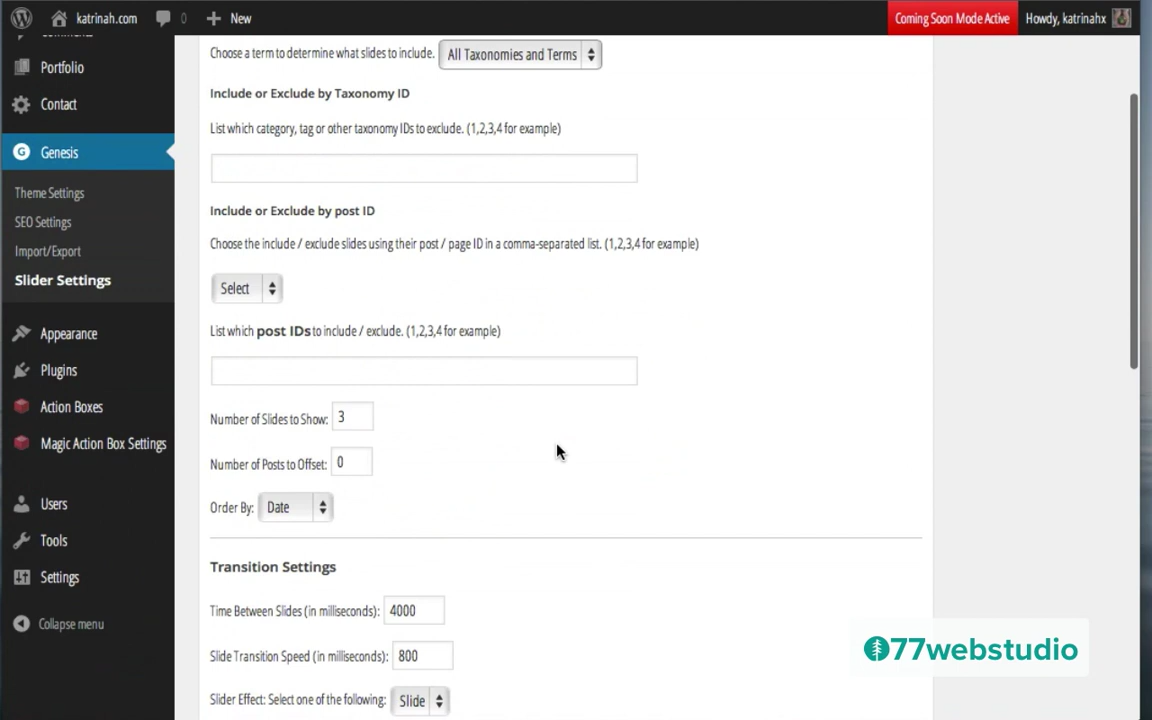 katrinah.com 0 New Coming Soon Mode Active Howdy, katrinahx
Portfolio
Contact
Genesis
Theme Settings
SEO Settings
Import/Export
Slider Settings
Appearance
Plugins
Action Boxes
Magic Action Box Settings
Users
Tools
Settings
Collapse menu
Choose a term to determine what slides to include. All Taxonomies and Terms
Include or Exclude by Taxonomy ID
List which category, tag or other taxonomy IDs to exclude. (1,2,3,4 for example)
Include or Exclude by post ID
Choose the include / exclude slides using their post / page ID in a comma-separated list. (1,2,3,4 for example)
Select
List which post IDs to include / exclude. (1,2,3,4 for example)
Number of Slides to Show: 3
Number of Posts to Offset: 0
Order By: Date
Transition Settings
Time Between Slides (in milliseconds): 4000
Slide Transition Speed (in milliseconds): 800
Slider Effect: Select one of the following: Slide
77webstudio